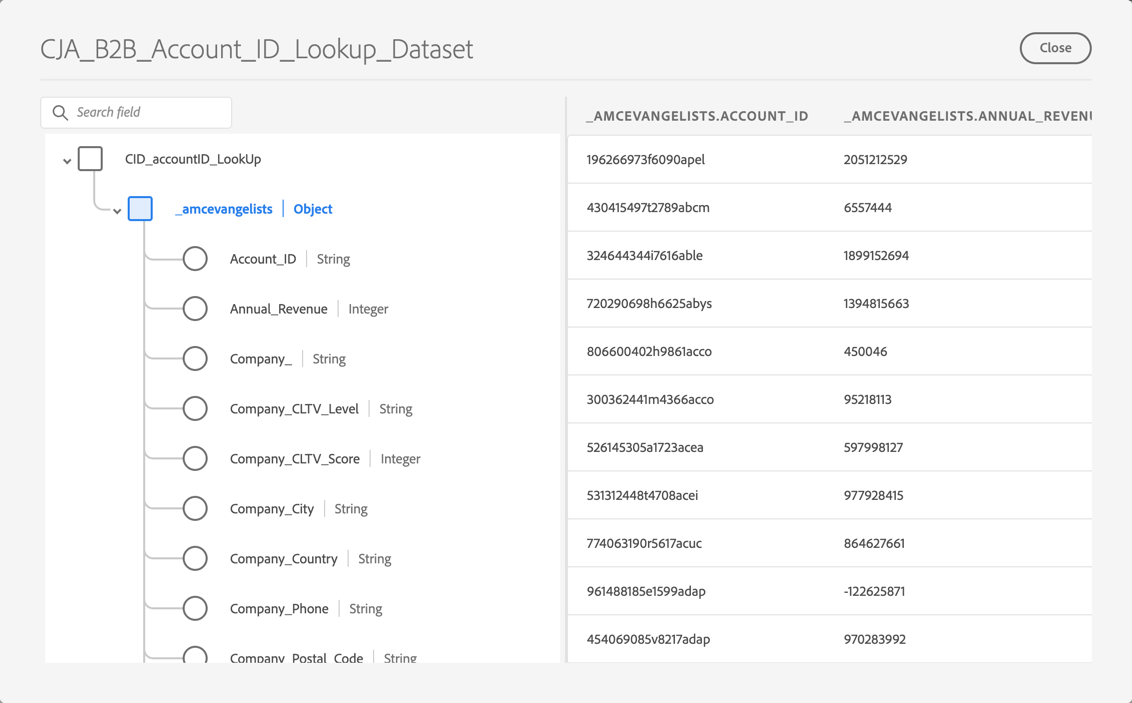 CJA_B2B_Account_ID_Lookup_Dataset
Close
Search field
CID_accountID_LookUp
_amcevangelists | Object
Account_ID | String
Annual_Revenue | Integer
Company_ | String
Company_CLTV_Level | String
Company_CLTV_Score | Integer
Company_City | String
Company_Country | String
Company_Phone | String
Company_Postal_Code | String
_AMCEVANGELISTS.ACCOUNT_ID _AMCEVANGELISTS.ANNUAL_REVENU
196266973f6090apel 2051212529
430415497t2789abcm 6557444
324644344i7616able 1899152694
720290698h6625abys 1394815663
806600402h9861acco 450046
300362441m4366acco 95218113
526145305a1723acea 597998127
531312448t4708acei 977928415
774063190r5617acuc 864627661
961488185e1599adap -122625871
454069085v8217adap 970283992